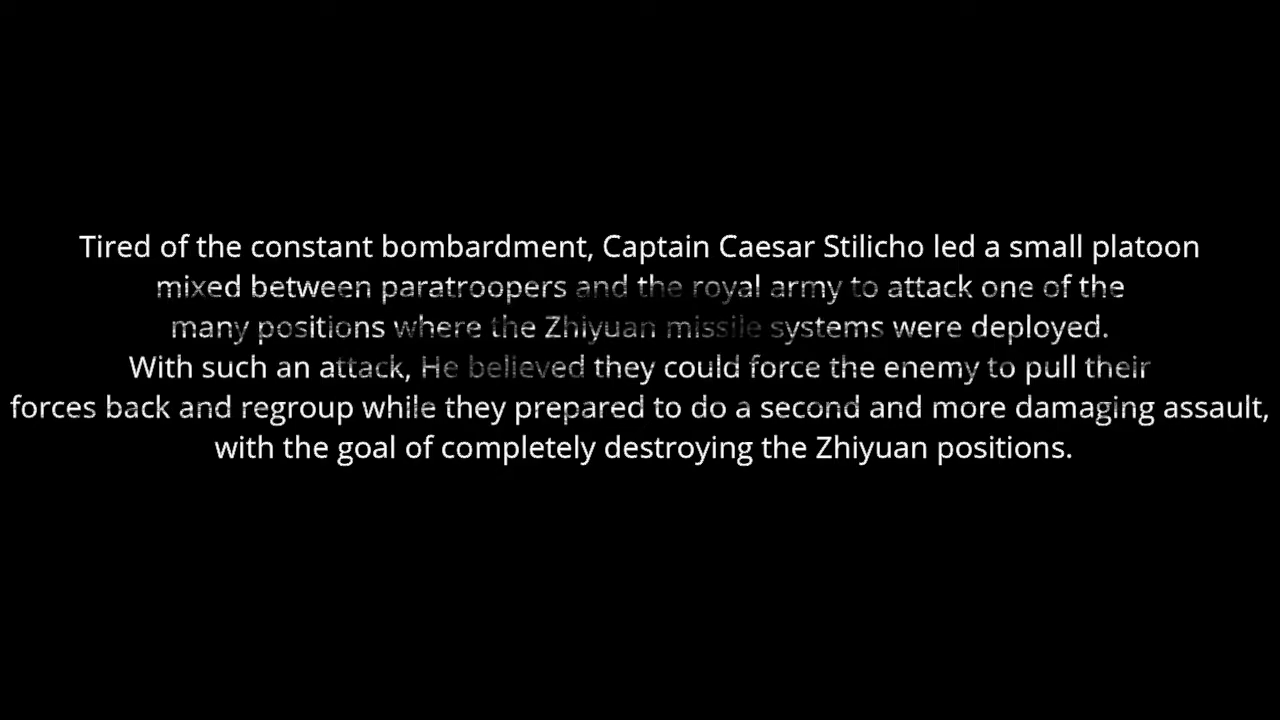 Tired of the constant bombardment, Captain Caesar Stilicho led a small platoon
mixed between paratroopers and the royal army to attack one of the
many positions where the Zhiyuan missile systems were deployed.
With such an attack, He believed they could force the enemy to pull their
forces back and regroup while they prepared to do a second and more damaging assault,
with the goal of completely destroying the Zhiyuan positions.